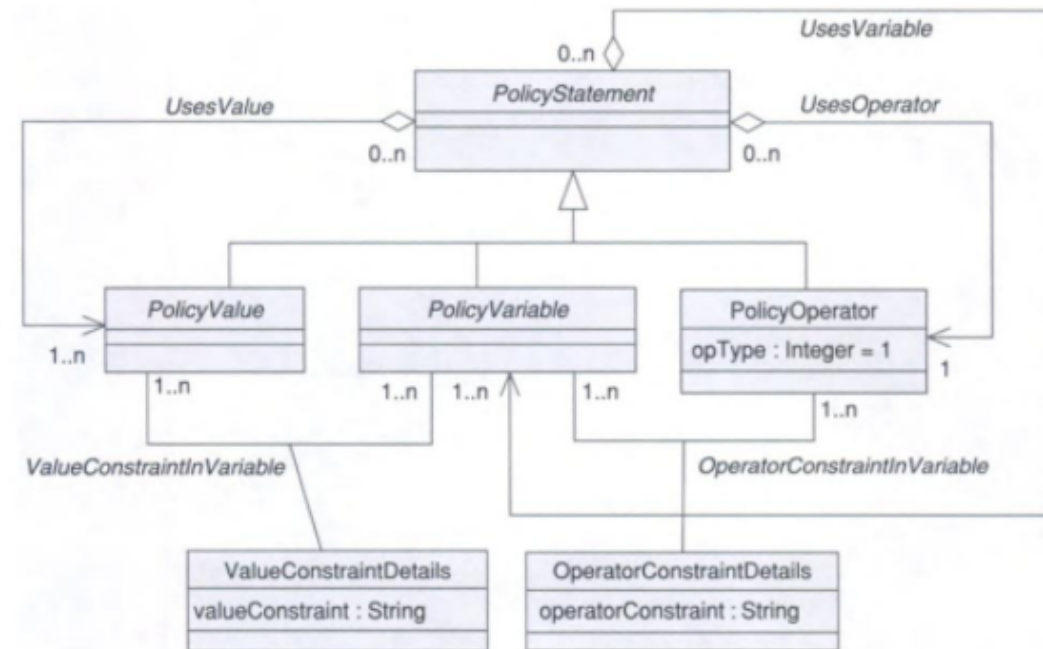 UsesVariable
0..n
PolicyStatement
UsesValue
UsesOperator
0..n
0..n
PolicyValue
PolicyVariable
PolicyOperator
opType : Integer = 1
1..n
1
1..n
1..n
1..n
1..n
1..n
ValueConstraintInVariable
OperatorConstraintInVariable
ValueConstraintDetails
OperatorConstraintDetails
valueConstraint : String
operatorConstraint : String